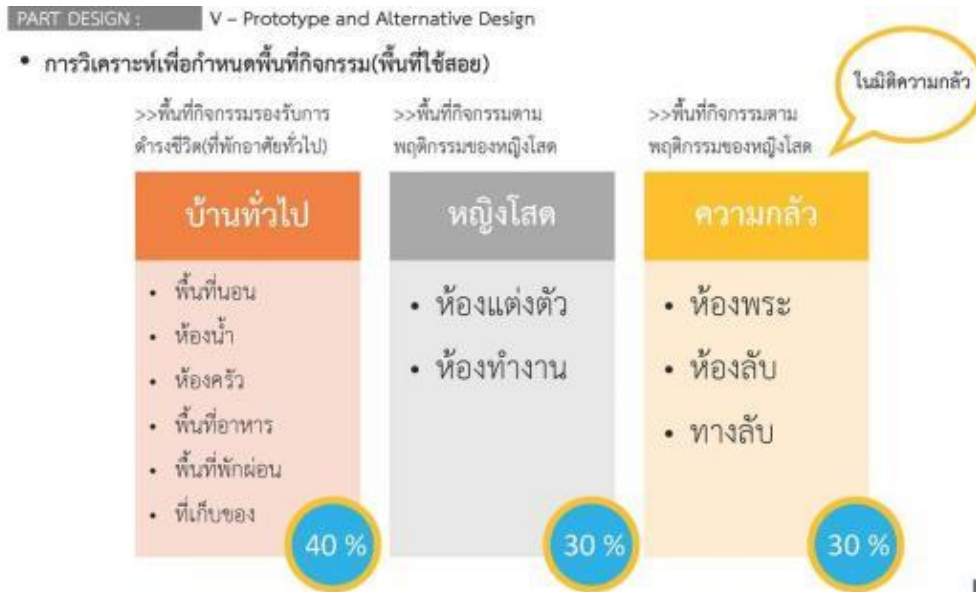 PART DESIGN : V – Prototype and Alternative Design
• การวิเคราะห์เพื่อกำหนดพื้นที่กิจกรรม(พื้นที่ใช้สอย)
ในมิติความกลัว
>>พื้นที่กิจกรรมรองรับการ
ดำรงชีวิต(ที่พักอาศัยทั่วไป)
บ้านทั่วไป
• พื้นที่นอน
• ห้องน้ำ
• ห้องครัว
• พื้นที่อาหาร
• พื้นที่พักผ่อน
• ที่เก็บของ
40 %
>>พื้นที่กิจกรรมตาม
พฤติกรรมของหญิงโสด
หญิงโสด
• ห้องแต่งตัว
• ห้องทำงาน
30 %
>>พื้นที่กิจกรรมตาม
พฤติกรรมของหญิงโสด
ความกลัว
• ห้องพระ
• ห้องลับ
• ทางลับ
30 %